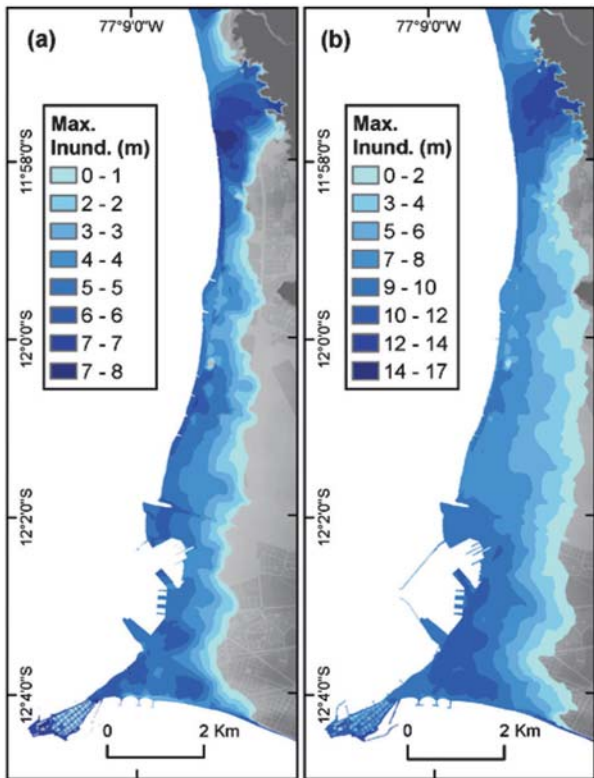 77°9'0"W
(a)
Max.
Inund. (m)
0 - 1
2 - 2
3 - 3
4 - 4
5 - 5
6 - 6
7 - 7
7 - 8
11°58'0"S
12°0'0"S
12°2'0"S
12°4'0"S
0 2 Km
77°9'0"W
(b)
Max.
Inund. (m)
0 - 2
3 - 4
5 - 6
7 - 8
9 - 10
10 - 12
12 - 14
14 - 17
11°58'0"S
12°0'0"S
12°2'0"S
12°4'0"S
0 2 Km